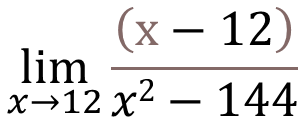 lim x→12 (x − 12) / x² − 144